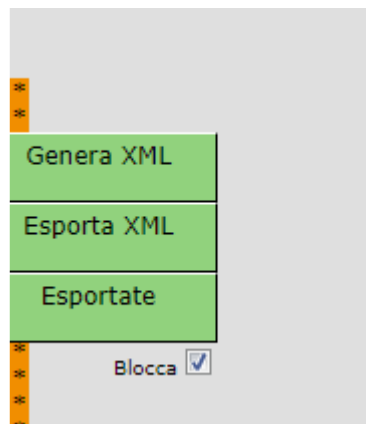 *
*
Genera XML
Esporta XML
Esportate
*
Blocca
*
*
*